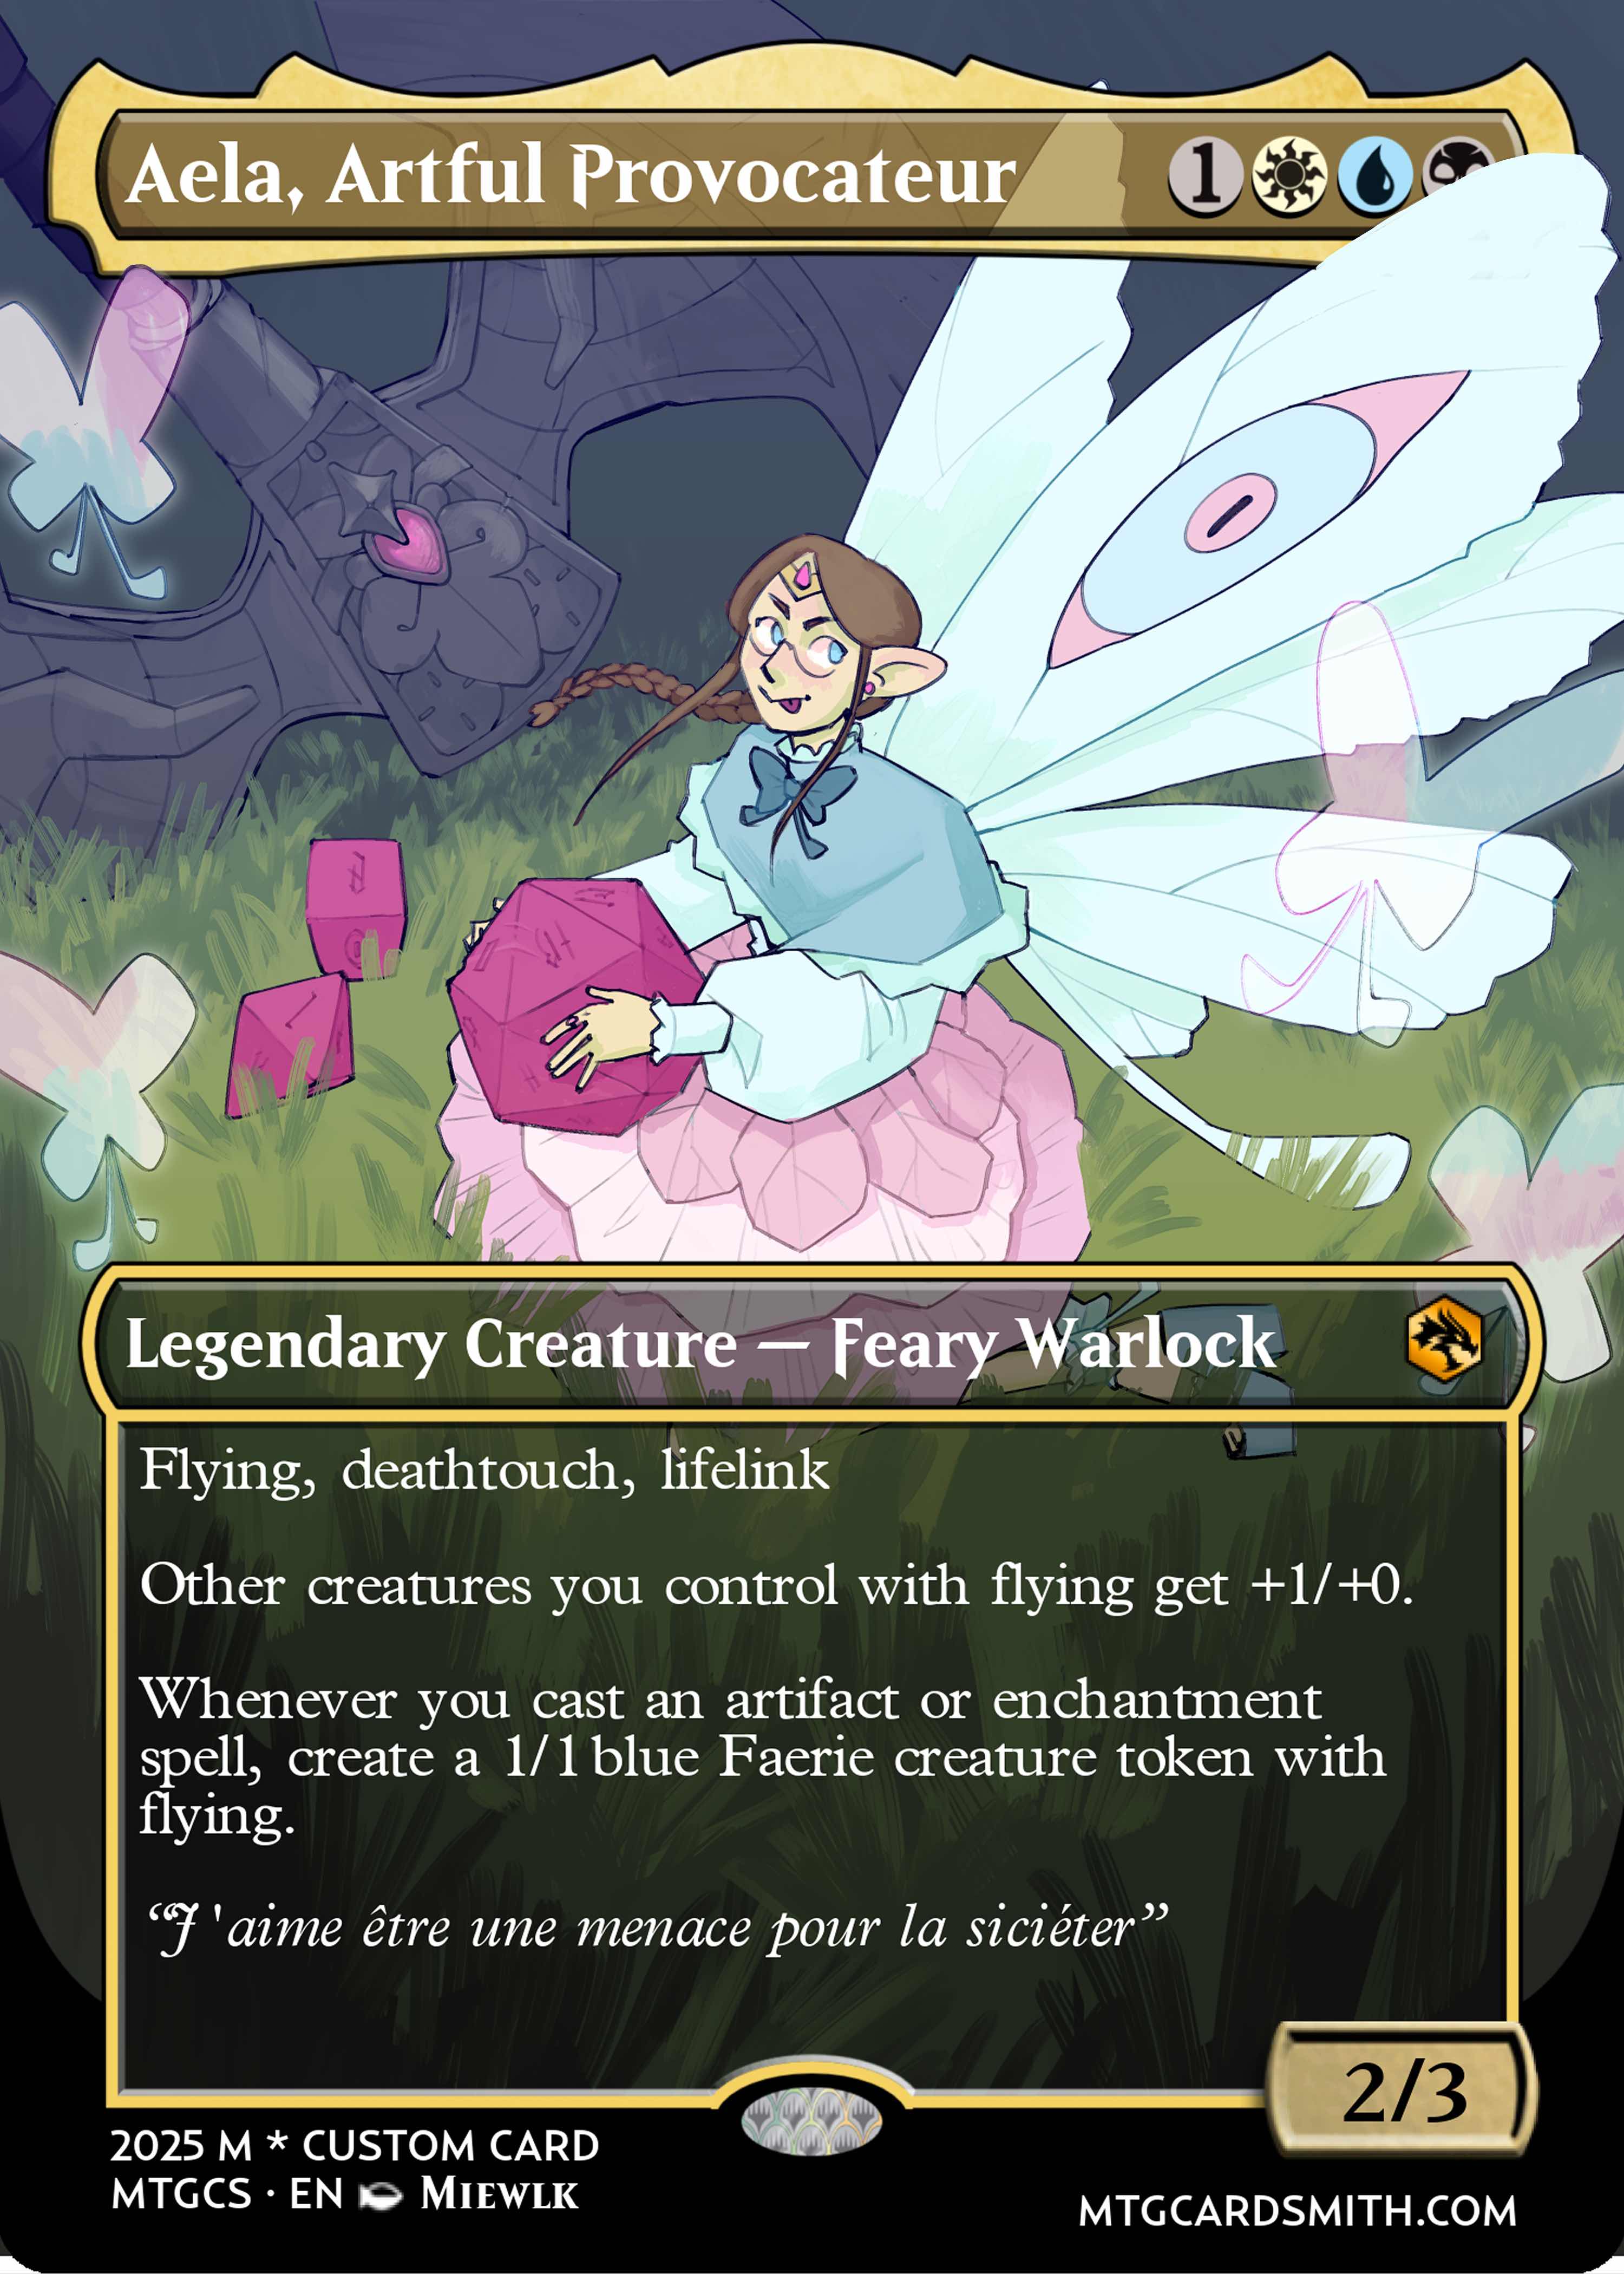 Aela, Artful Provocateur 1
Legendary Creature — Feary Warlock
Flying, deathtouch, lifelink
Other creatures you control with flying get +1/+0.
Whenever you cast an artifact or enchantment
spell, create a 1/1 blue Faerie creature token with
flying.
“J'aime être une menace pour la siciéter”
2/3
2025 M * CUSTOM CARD
MTGCS · EN MIEWLK
MTGCARDSMITH.COM